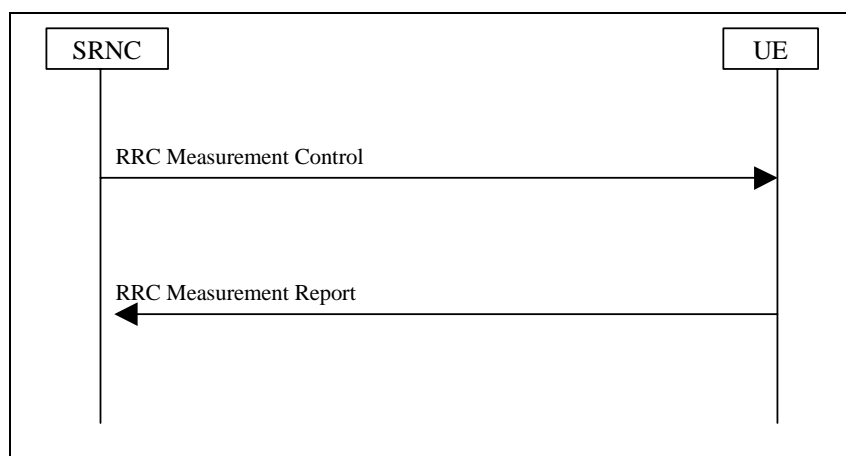 SRNC
UE
RRC Measurement Control
RRC Measurement Report